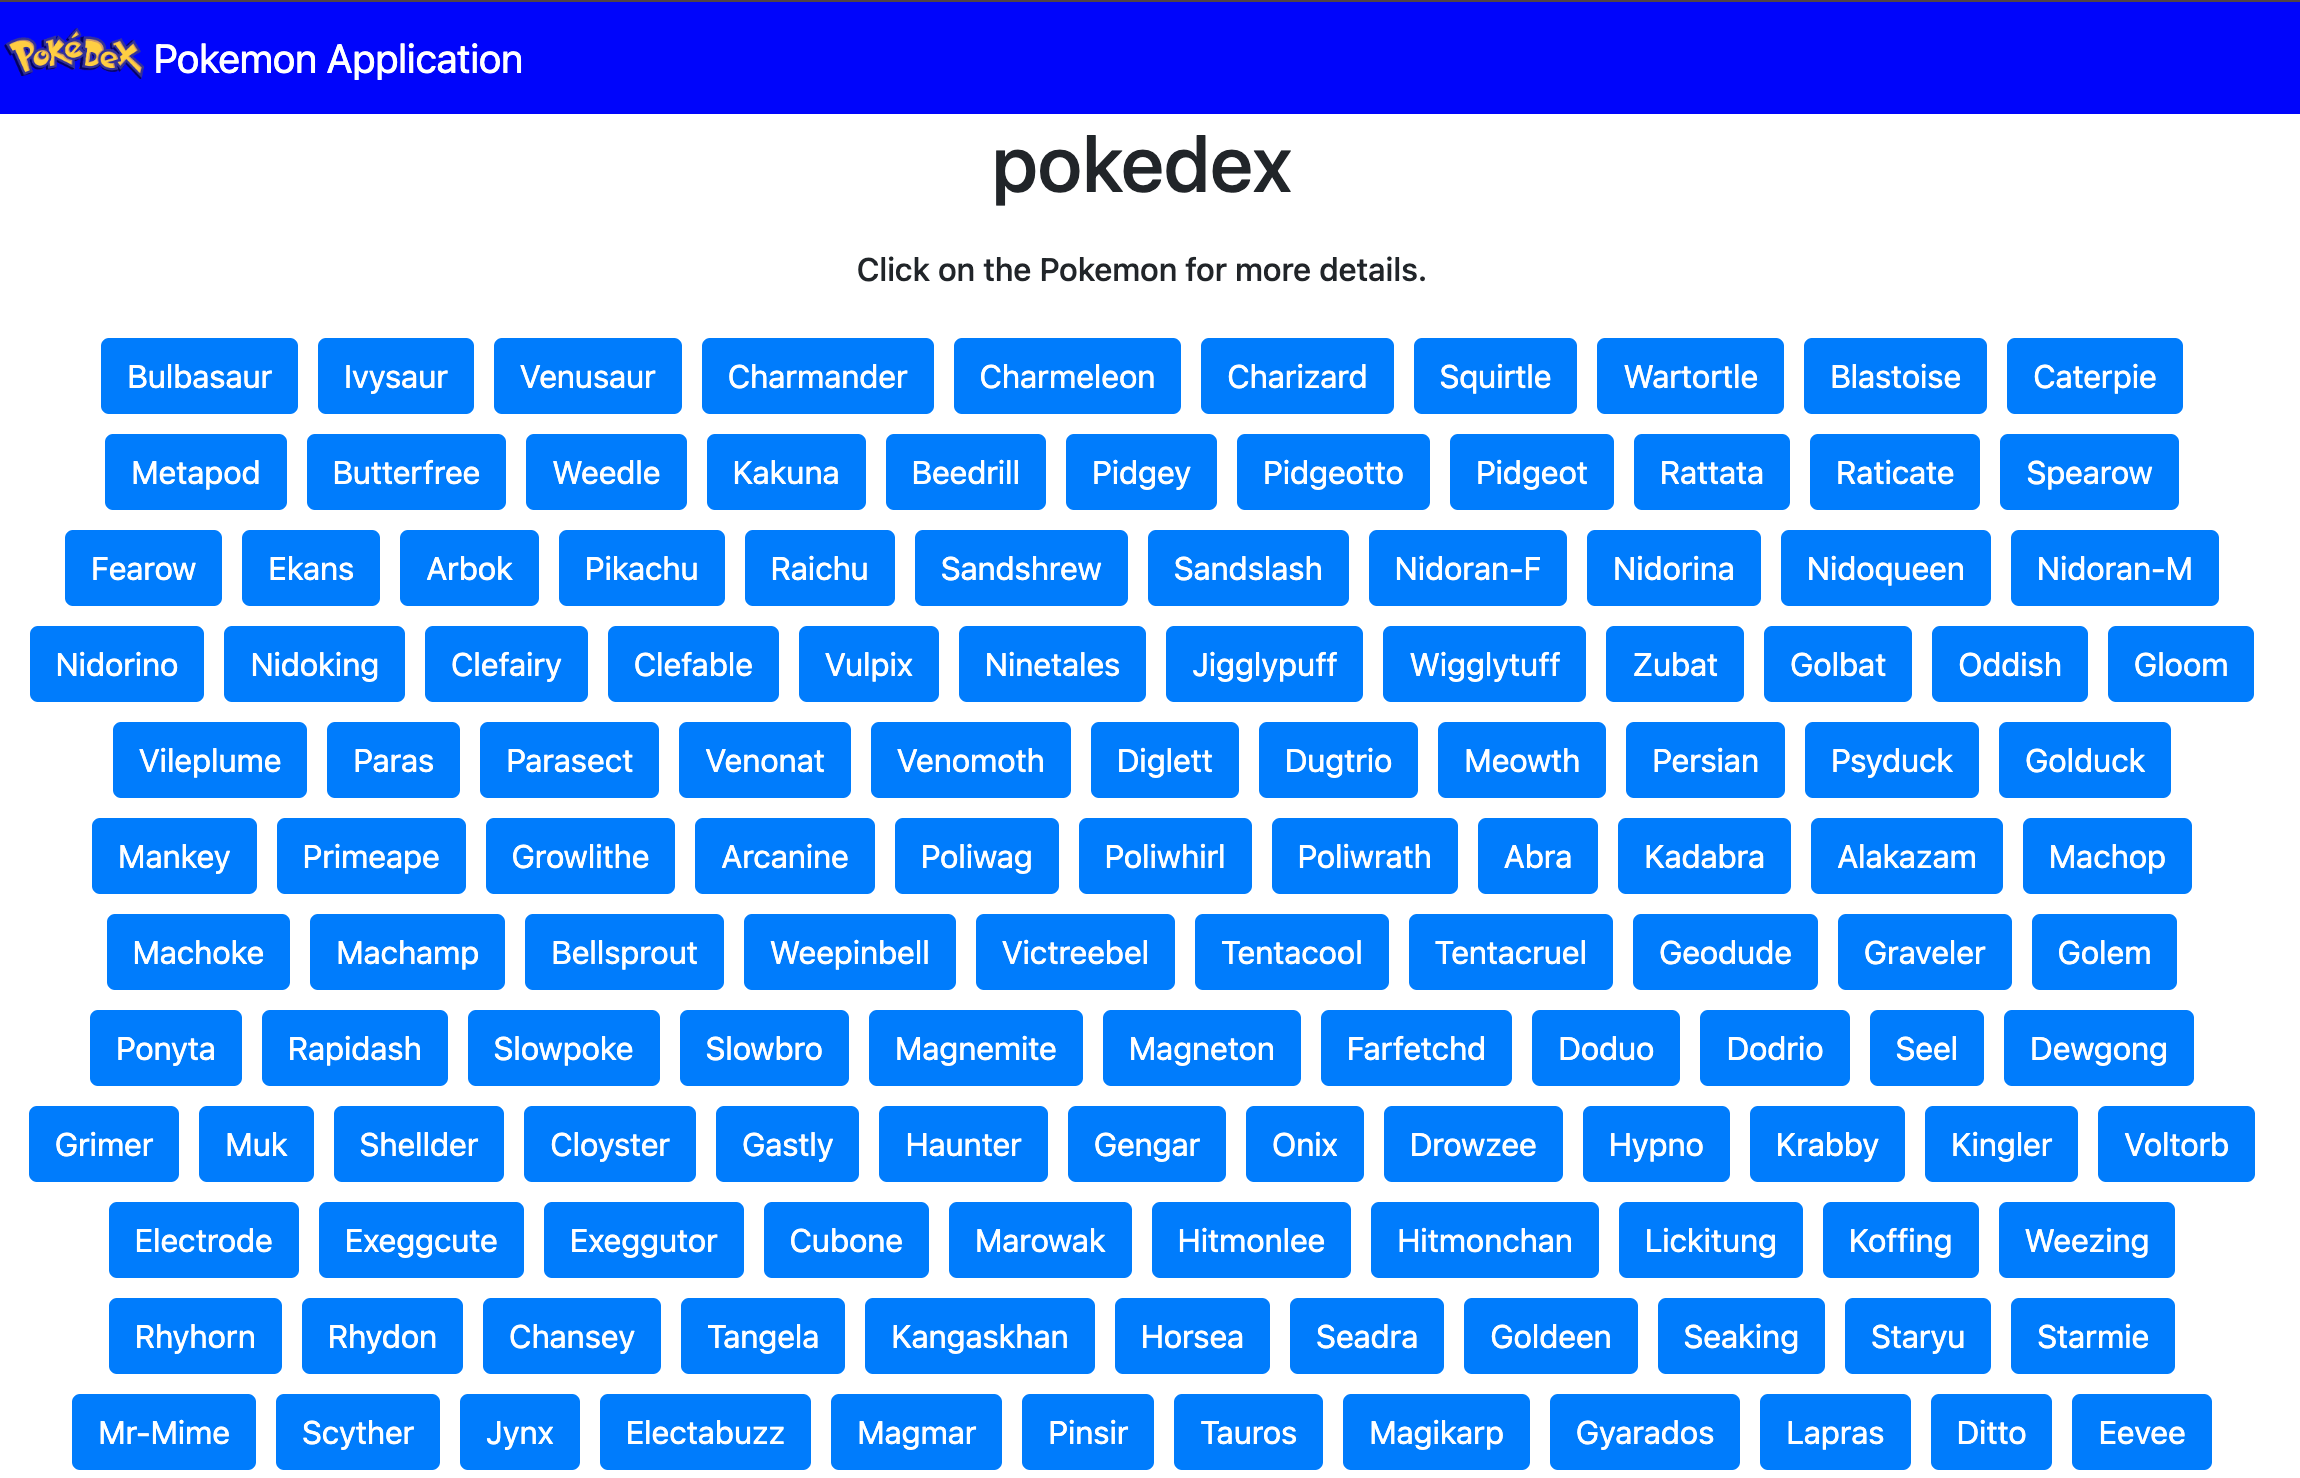 PoKéDeX Pokemon Application
pokedex
Click on the Pokemon for more details.
Bulbasaur Ivysaur Venusaur Charmander Charmeleon Charizard Squirtle Wartortle Blastoise Caterpie
Metapod Butterfree Weedle Kakuna Beedrill Pidgey Pidgeotto Pidgeot Rattata Raticate Spearow
Fearow Ekans Arbok Pikachu Raichu Sandshrew Sandslash Nidoran-F Nidorina Nidoqueen Nidoran-M
Nidorino Nidoking Clefairy Clefable Vulpix Ninetales Jigglypuff Wigglytuff Zubat Golbat Oddish Gloom
Vileplume Paras Parasect Venonat Venomoth Diglett Dugtrio Meowth Persian Psyduck Golduck
Mankey Primeape Growlithe Arcanine Poliwag Poliwhirl Poliwrath Abra Kadabra Alakazam Machop
Machoke Machamp Bellsprout Weepinbell Victreebel Tentacool Tentacruel Geodude Graveler Golem
Ponyta Rapidash Slowpoke Slowbro Magnemite Magneton Farfetchd Doduo Dodrio Seel Dewgong
Grimer Muk Shellder Cloyster Gastly Haunter Gengar Onix Drowzee Hypno Krabby Kingler Voltorb
Electrode Exeggcute Exeggutor Cubone Marowak Hitmonlee Hitmonchan Lickitung Koffing Weezing
Rhyhorn Rhydon Chansey Tangela Kangaskhan Horsea Seadra Goldeen Seaking Staryu Starmie
Mr-Mime Scyther Jynx Electabuzz Magmar Pinsir Tauros Magikarp Gyarados Lapras Ditto Eevee